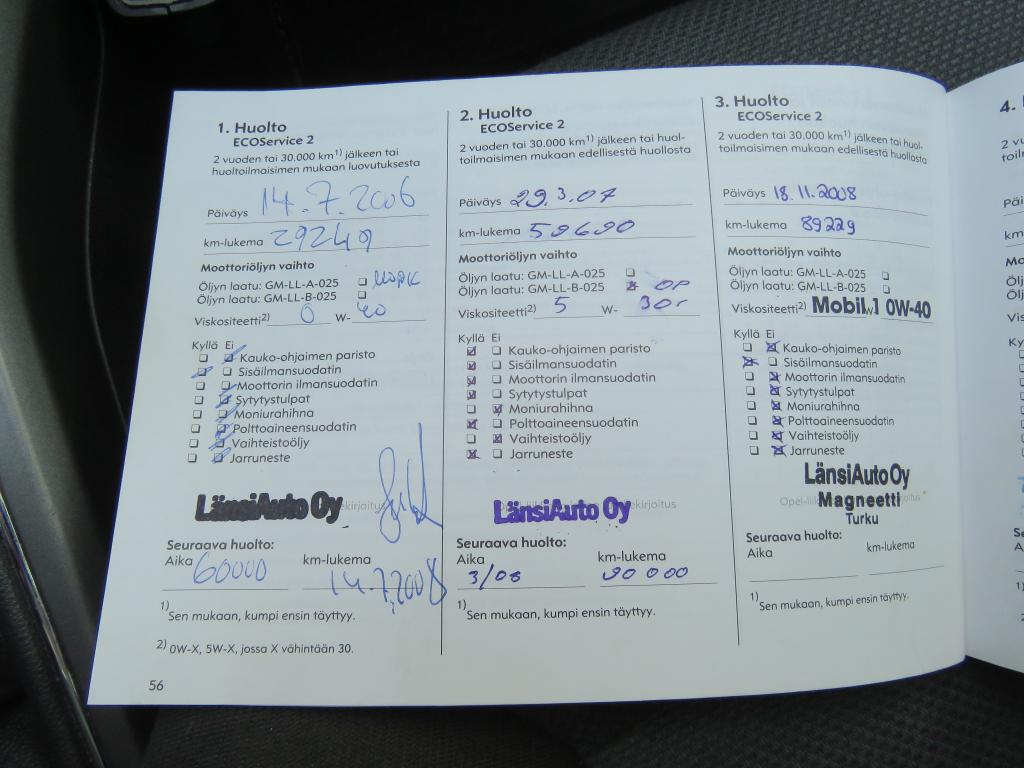 1. Huolto
ECOService 2
2 vuoden tai 30.000 km1) jälkeen tai
huoltoilmaisimen mukaan luovutuksesta
Päiväys 14.7.2006
km-lukema 29249
Moottoriöljyn vaihto
Öljyn laatu: GM-LL-A-025 ❏
Öljyn laatu: GM-LL-B-025 ❏
Viskositeetti2) 0 W- 40
Kyllä Ei
Kauko-ohjaimen paristo
Sisäilmansuodatin
Moottorin ilmansuodatin
Sytytystulpat
Moniurahihna
Polttoaineensuodatin
Vaihteistoöljy
Jarruneste
LänsiAuto Oy
Seuraava huolto:
Aika km-lukema
60000 14.7.2008
1) Sen mukaan, kumpi ensin täyttyy.
2) 0W-X, 5W-X, jossa X vähintään 30.
56
2. Huolto
ECOService 2
2 vuoden tai 30.000 km1) jälkeen tai huol-
toilmaisimen mukaan edellisestä huollosta
Päiväys 29.3.07
km-lukema 59690
Moottoriöljyn vaihto
Öljyn laatu: GM-LL-A-025 ❏
Öljyn laatu: GM-LL-B-025 ☒
Viskositeetti2) 5 W- 30
Kyllä Ei
Kauko-ohjaimen paristo
Sisäilmansuodatin
Moottorin ilmansuodatin
Sytytystulpat
Moniurahihna
Polttoaineensuodatin
Vaihteistoöljy
Jarruneste
LänsiAuto Oy ekirjoitus
Seuraava huolto:
Aika km-lukema
3/08 90 000
1) Sen mukaan, kumpi ensin täyttyy.
3. Huolto
ECOService 2
2 vuoden tai 30.000 km1) jälkeen tai huol-
toilmaisimen mukaan edellisestä huollosta
Päiväys 18.11.2008
km-lukema 89229
Moottoriöljyn vaihto
Öljyn laatu: GM-LL-A-025 ❏
Öljyn laatu: GM-LL-B-025 ❏
Viskositeetti2) Mobil 1 0W-40
Kyllä Ei
Kauko-ohjaimen paristo
Sisäilmansuodatin
Moottorin ilmansuodatin
Sytytystulpat
Moniurahihna
Polttoaineensuodatin
Vaihteistoöljy
Jarruneste
LänsiAuto Oy
Magneetti
Turku
Seuraava huolto:
Aika km-lukema
1) Sen mukaan, kumpi ensin täyttyy.
4.